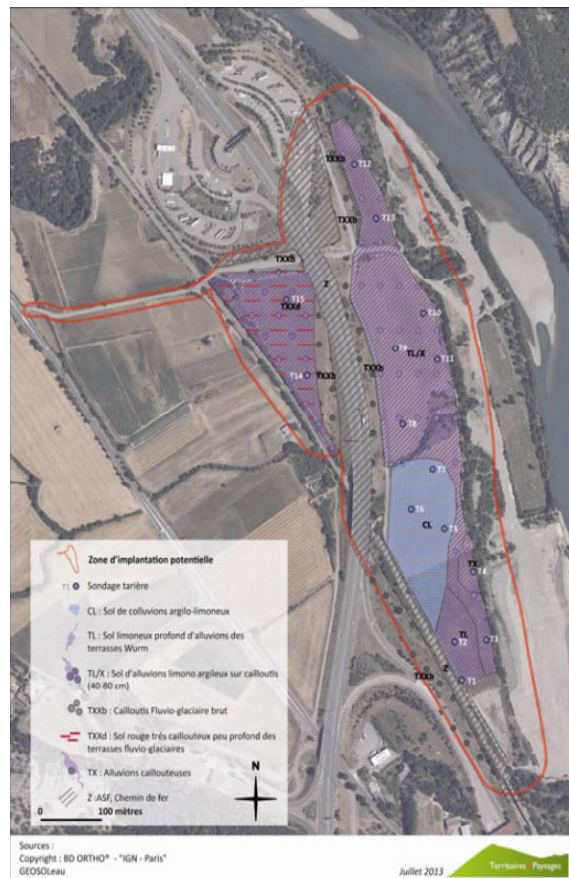 TXXb
T12
TXXb
T13
TXXb
Z
T15
TXXd
T10
T9
TL/X
T11
TXXb
TXXb
T14
T8
T7
T6
T5
CL
TX
T4
TL
T2
T3
TXXb
Z
T1
Zone d'implantation potentielle
T1 Sondage tarière
CL : Sol de colluvions argilo-limoneux
TL : Sol limoneux profond d'alluvions des
terrasses Wurm
TL/X : Sol d'alluvions limono argileux sur cailloutis
(40-80 cm)
TXXb : Cailloutis Fluvio-glaciaire brut
TXXd : Sol rouge trés caillouteux peu profond des
terrasses fluvio-glaciaires
TX : Alluvions caillouteuses
Z :ASF, Chemin de fer
N
0 100 mètres
Sources :
Copyright : BD ORTHO® - "IGN - Paris"
GEOSOLeau
Juillet 2013
Territoires & Paysages